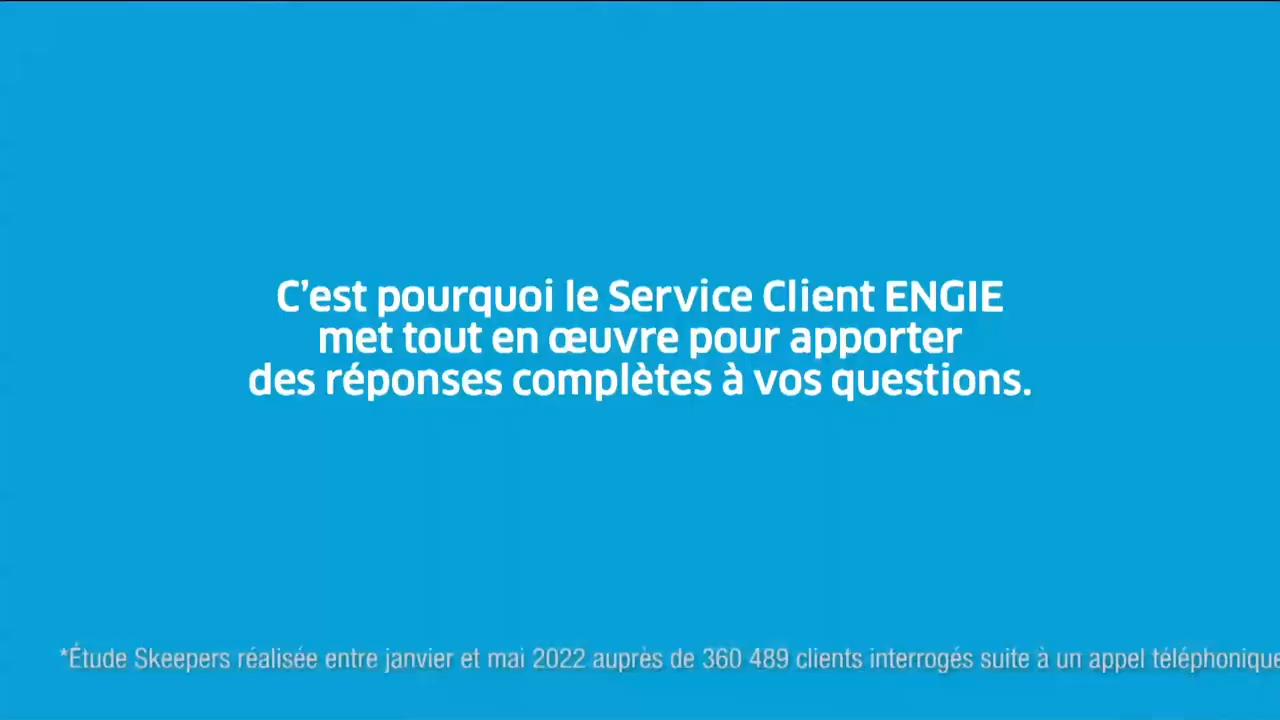 C’est pourquoi le Service Client ENGIE
met tout en œuvre pour apporter
des réponses complètes à vos questions.
*Étude Skeepers réalisée entre janvier et mai 2022 auprès de 360 489 clients interrogés suite à un appel téléphonique